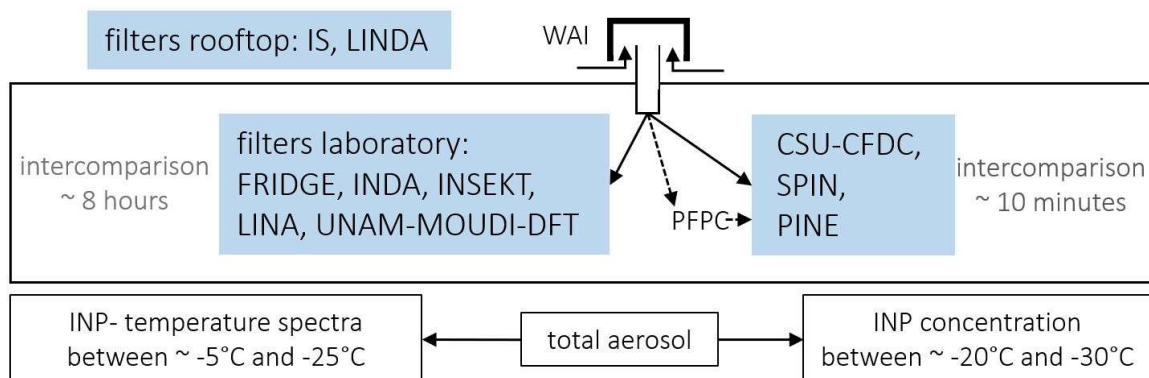 filters rooftop: IS, LINDA
WAI
intercomparison
~ 8 hours
filters laboratory:
FRIDGE, INDA, INSEKT,
LINA, UNAM-MOUDI-DFT
PFPC
CSU-CFDC,
SPIN,
PINE
intercomparison
~ 10 minutes
INP- temperature spectra
between ~ -5°C and -25°C
total aerosol
INP concentration
between ~ -20°C and -30°C